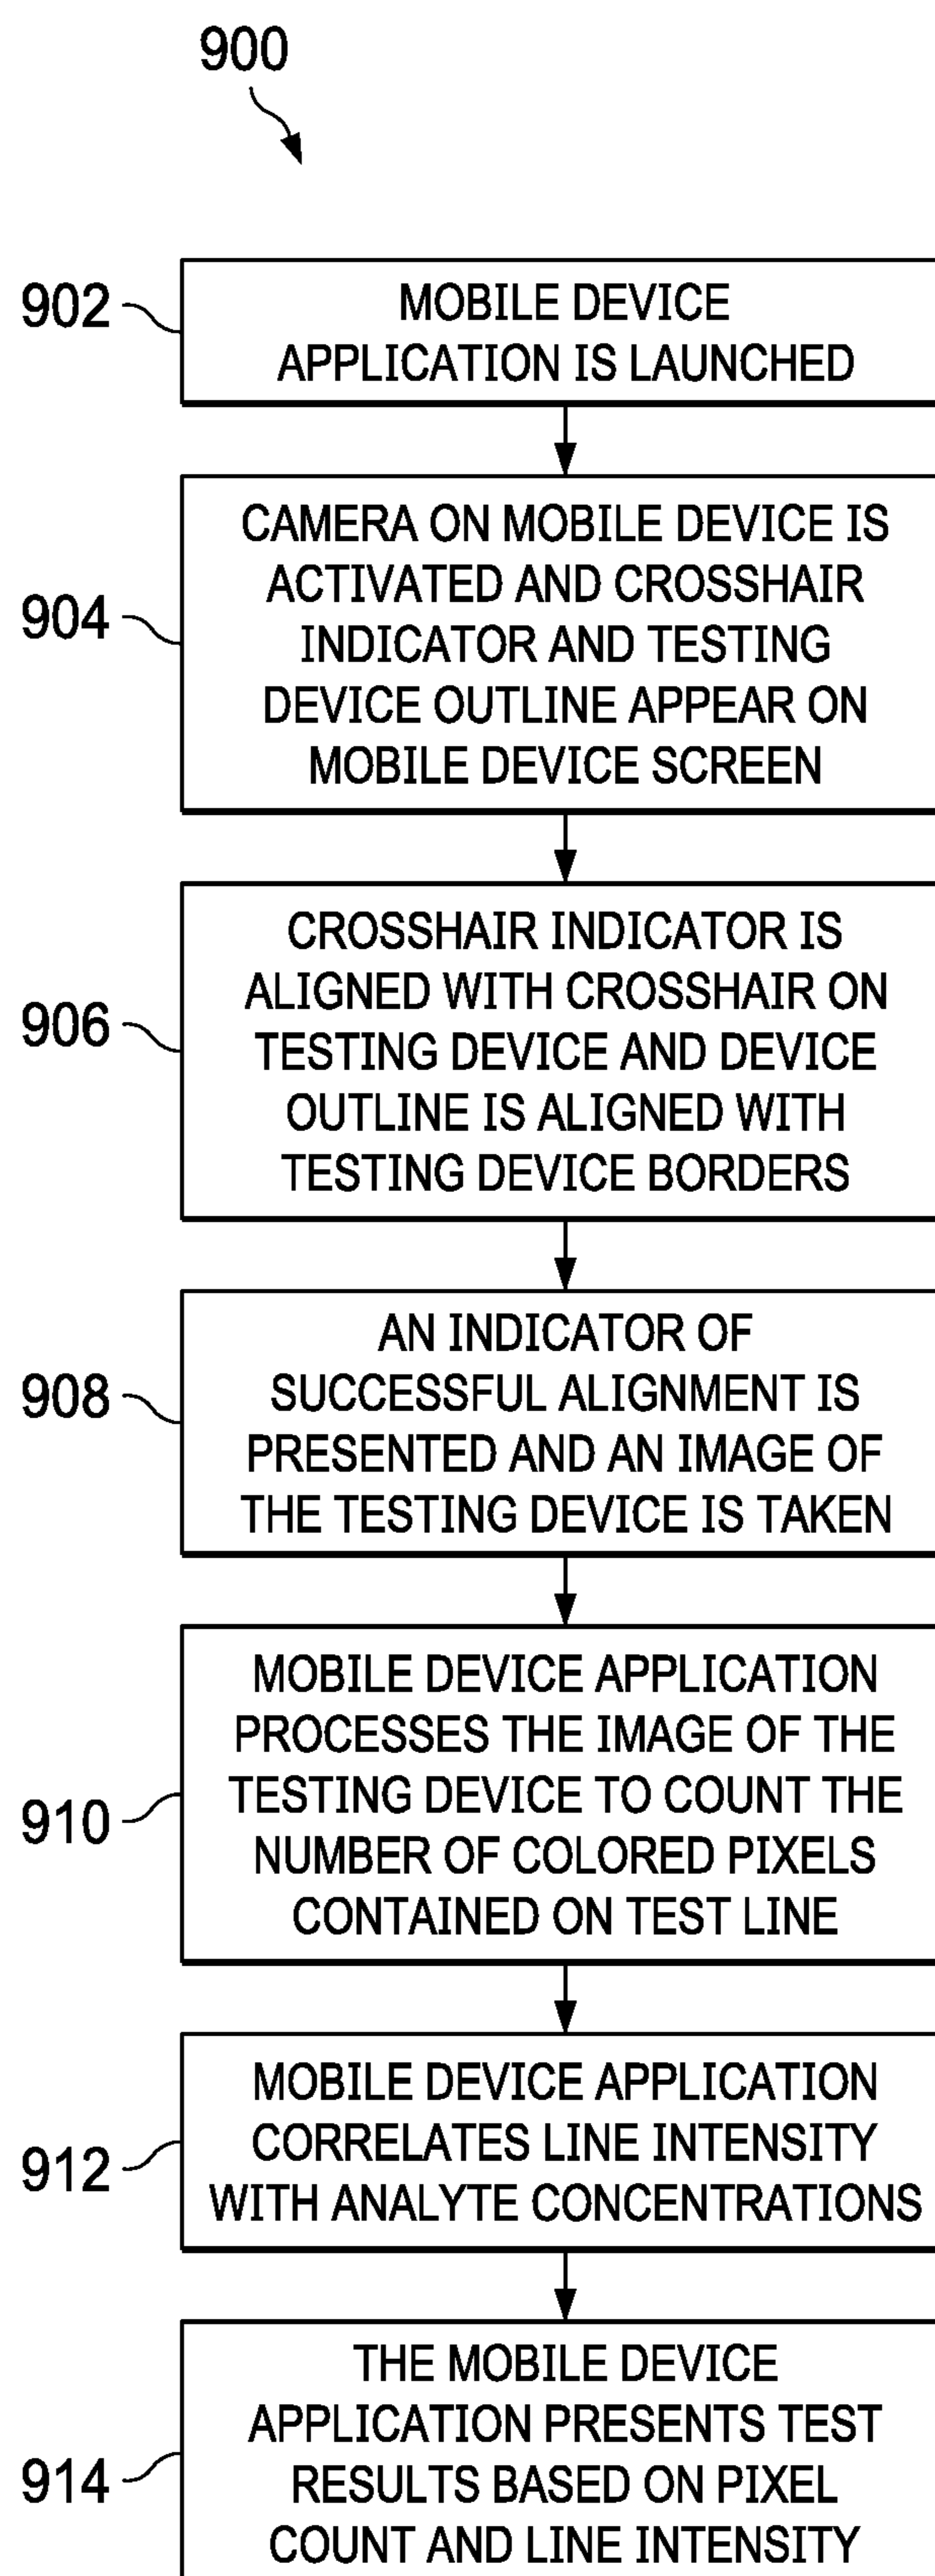 900
902
MOBILE DEVICE
APPLICATION IS LAUNCHED
904
CAMERA ON MOBILE DEVICE IS
ACTIVATED AND CROSSHAIR
INDICATOR AND TESTING
DEVICE OUTLINE APPEAR ON
MOBILE DEVICE SCREEN
906
CROSSHAIR INDICATOR IS
ALIGNED WITH CROSSHAIR ON
TESTING DEVICE AND DEVICE
OUTLINE IS ALIGNED WITH
TESTING DEVICE BORDERS
908
AN INDICATOR OF
SUCCESSFUL ALIGNMENT IS
PRESENTED AND AN IMAGE OF
THE TESTING DEVICE IS TAKEN
910
MOBILE DEVICE APPLICATION
PROCESSES THE IMAGE OF THE
TESTING DEVICE TO COUNT THE
NUMBER OF COLORED PIXELS
CONTAINED ON TEST LINE
912
MOBILE DEVICE APPLICATION
CORRELATES LINE INTENSITY
WITH ANALYTE CONCENTRATIONS
914
THE MOBILE DEVICE
APPLICATION PRESENTS TEST
RESULTS BASED ON PIXEL
COUNT AND LINE INTENSITY